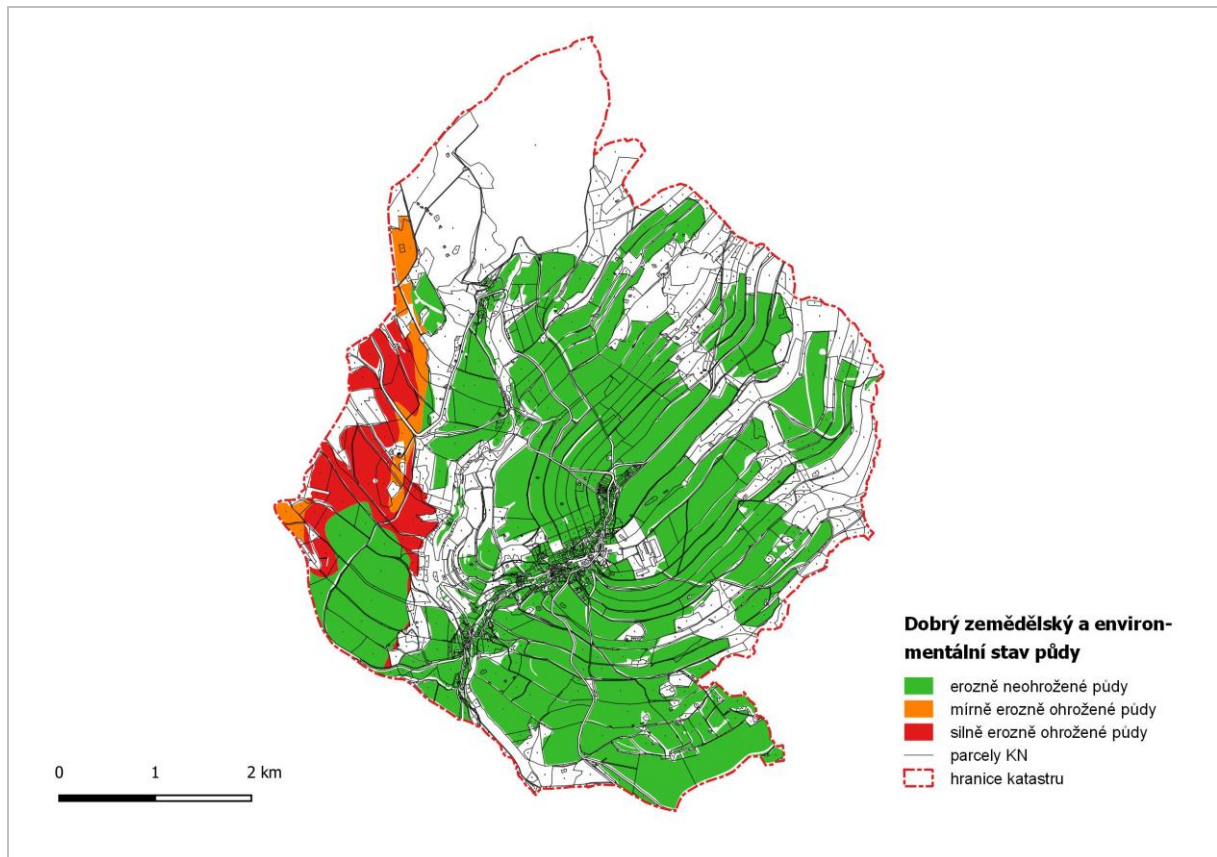 Dobrý zemědělský a environ-
mentální stav půdy
erozně neohrožené půdy
mírně erozně ohrožené půdy
silně erozně ohrožené půdy
parcely KN
hranice katastru
0 1 2 km